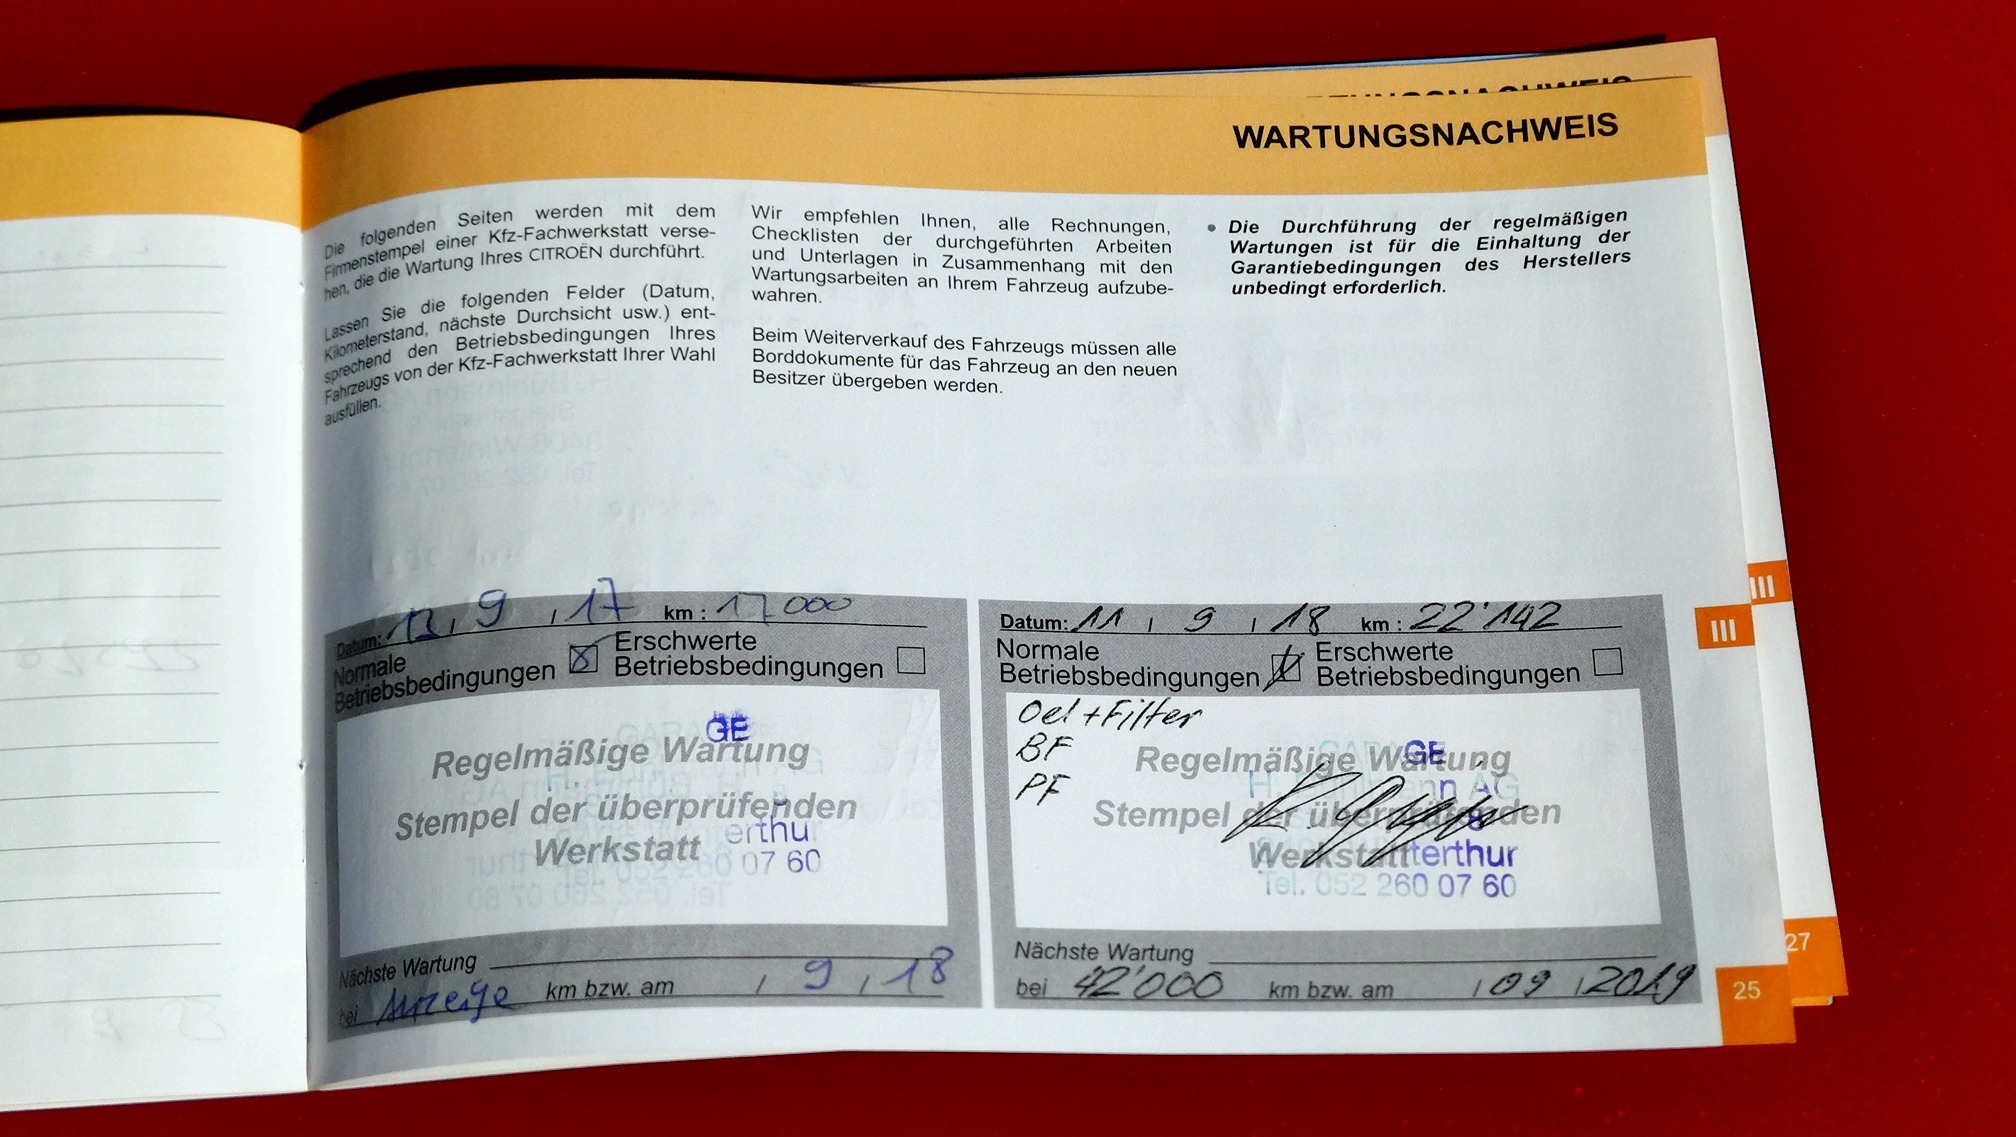 WARTUNGSNACHWEIS
Die folgenden Seiten werden mit dem
Firmenstempel einer Kfz-Fachwerkstatt verse-
hen, die die Wartung Ihres CITROËN durchführt.
Lassen Sie die folgenden Felder (Datum,
Kilometerstand, nächste Durchsicht usw.) ent-
sprechend den Betriebsbedingungen Ihres
Fahrzeugs von der Kfz-Fachwerkstatt Ihrer Wahl
ausfüllen.
Wir empfehlen Ihnen, alle Rechnungen,
Checklisten der durchgeführten Arbeiten
und Unterlagen in Zusammenhang mit den
Wartungsarbeiten an Ihrem Fahrzeug aufzube-
wahren.
Beim Weiterverkauf des Fahrzeugs müssen alle
Borddokumente für das Fahrzeug an den neuen
Besitzer übergeben werden.
• Die Durchführung der regelmäßigen
Wartungen ist für die Einhaltung der
Garantiebedingungen des Herstellers
unbedingt erforderlich.
III
III
Datum: / 9 / 17 km : 17000
Normale
Betriebsbedingungen
Erschwerte
Betriebsbedingungen
GE
Regelmäßige Wartung
Stempel der überprüfenden
Werkstatt
erthur
Tel. 052 260 07 60
Nächste Wartung
bei Anzeige km bzw. am / 9 / 18
Datum: 11 / 9 / 18 km : 22'142
Normale
Betriebsbedingungen
Erschwerte
Betriebsbedingungen
Oel + Filter
BF
PF
GE
Regelmäßige Wartung
nn AG
Stempel der überprüfenden
Werkstatt
terthur
Tel. 052 260 07 60
Nächste Wartung
bei 42'000 km bzw. am / 09 / 2019
27
25